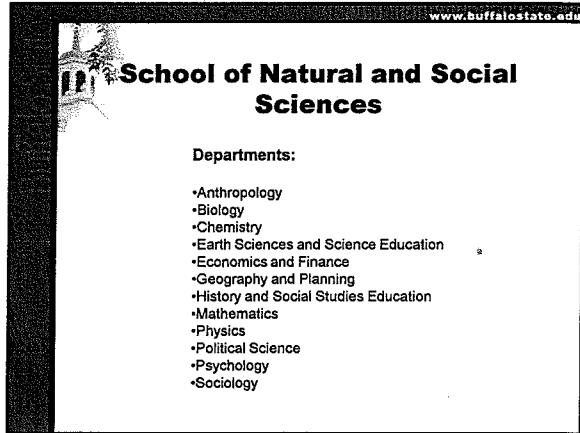 www.buffalostate.edu
School of Natural and Social
Sciences
Departments:
•Anthropology
•Biology
•Chemistry
•Earth Sciences and Science Education
•Economics and Finance
•Geography and Planning
•History and Social Studies Education
•Mathematics
•Physics
•Political Science
•Psychology
•Sociology